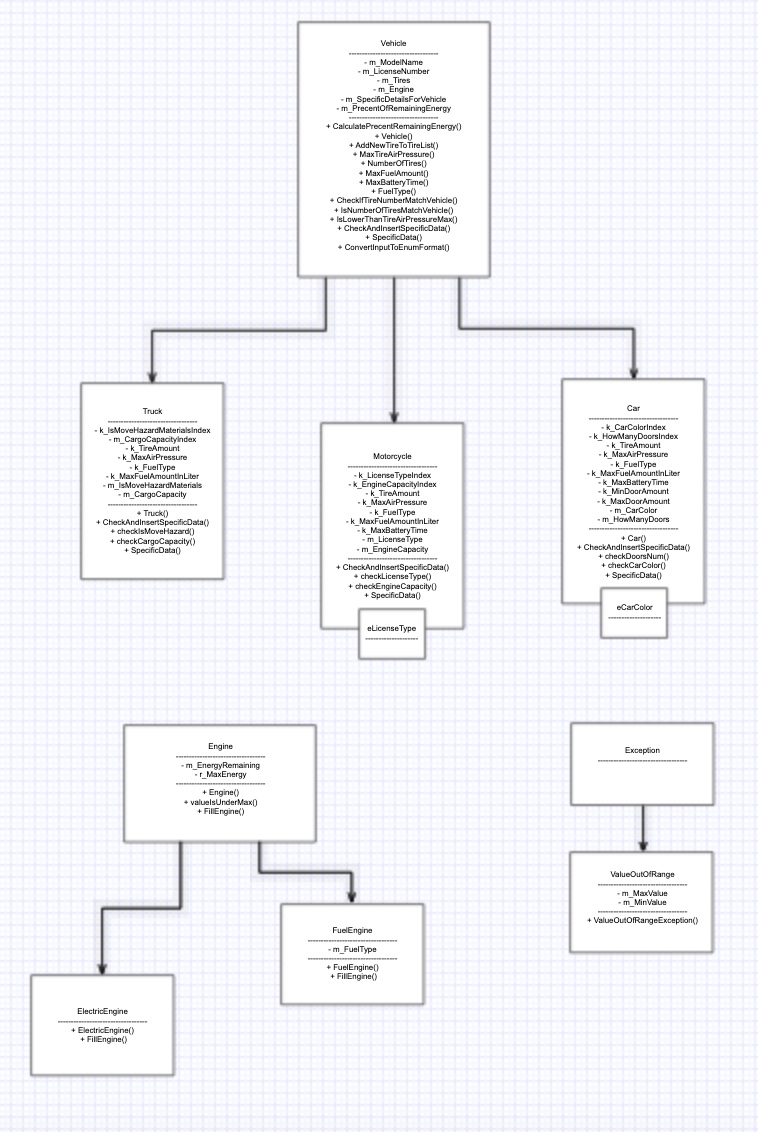 Vehicle
----------------------------------
- m_ModelName
- m_LicenseNumber
- m_Tires
- m_Engine
- m_SpecificDetailsForVehicle
- m_PrecentOfRemainingEnergy
----------------------------------
+ CalculatePrecentRemainingEnergy()
+ Vehicle()
+ AddNewTireToTireList()
+ MaxTireAirPressure()
+ NumberOfTires()
+ MaxFuelAmount()
+ MaxBatteryTime()
+ FuelType()
+ CheckIfTireNumberMatchVehicle()
+ IsNumberOfTiresMatchVehicle()
+ IsLowerThanTireAirPressureMax()
+ CheckAndInsertSpecificData()
+ SpecificData()
+ ConvertInputToEnumFormat()
Truck
----------------------------------
- k_IsMoveHazardMaterialsIndex
- m_CargoCapacityIndex
- k_TireAmount
- k_MaxAirPressure
- k_FuelType
- k_MaxFuelAmountInLiter
- m_IsMoveHazardMaterials
- m_CargoCapacity
----------------------------------
+ Truck()
+ CheckAndInsertSpecificData()
+ checkIsMoveHazard()
+ checkCargoCapacity()
+ SpecificData()
Motorcycle
----------------------------------
- k_LicenseTypeIndex
- k_EngineCapacityIndex
- k_TireAmount
- k_MaxAirPressure
- k_FuelType
- k_MaxFuelAmountInLiter
- k_MaxBatteryTime
- m_LicenseType
- m_EngineCapacity
----------------------------------
+ CheckAndInsertSpecificData()
+ checkLicenseType()
+ checkEngineCapacity()
+ SpecificData()
eLicenseType
--------------------
Car
----------------------------------
- k_CarColorIndex
- k_HowManyDoorsIndex
- k_TireAmount
- k_MaxAirPressure
- k_FuelType
- k_MaxFuelAmountInLiter
- k_MaxBatteryTime
- k_MinDoorAmount
- k_MaxDoorAmount
- m_CarColor
- m_HowManyDoors
----------------------------------
+ Car()
+ CheckAndInsertSpecificData()
+ checkDoorsNum()
+ checkCarColor()
+ SpecificData()
eCarColor
--------------------
Engine
----------------------------------
- m_EnergyRemaining
- r_MaxEnergy
----------------------------------
+ Engine()
+ valueIsUnderMax()
+ FillEngine()
Exception
----------------------------------
ValueOutOfRange
----------------------------------
- m_MaxValue
- m_MinValue
----------------------------------
+ ValueOutOfRangeException()
FuelEngine
----------------------------------
- m_FuelType
----------------------------------
+ FuelEngine()
+ FillEngine()
ElectricEngine
----------------------------------
+ ElectricEngine()
+ FillEngine()